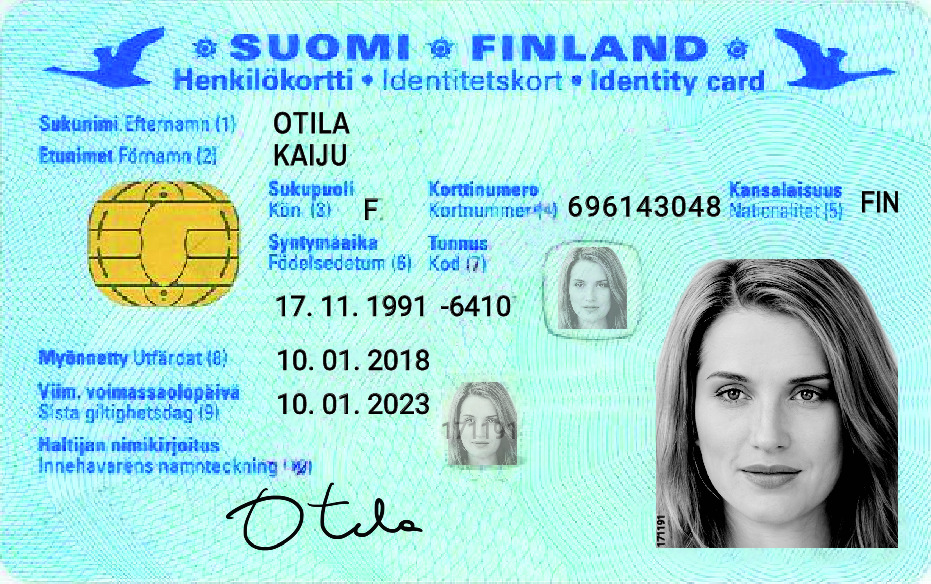 SUOMI FINLAND
Henkilökortti • Identitetskort • Identity card
Sukunimi Efternamn (1) OTILA
Etunimet Förnamn (2) KAIJU
Sukupuoli Korttinumero Kansalaisuus
Kön (3) F Kortnummer (4) 696143048 Nationalitet (5) FIN
Syntymäaika Tunnus
Födelsedetum (6) Kod (7)
17. 11. 1991 -6410
Myönnetty Utfärdat (8) 10. 01. 2018
Viim. voimassaolopäivä
Sista giltighetsdag (9) 10. 01. 2023
171191
Haltijan nimikirjoitus
Innehavarens namnteckning
Otila
171191